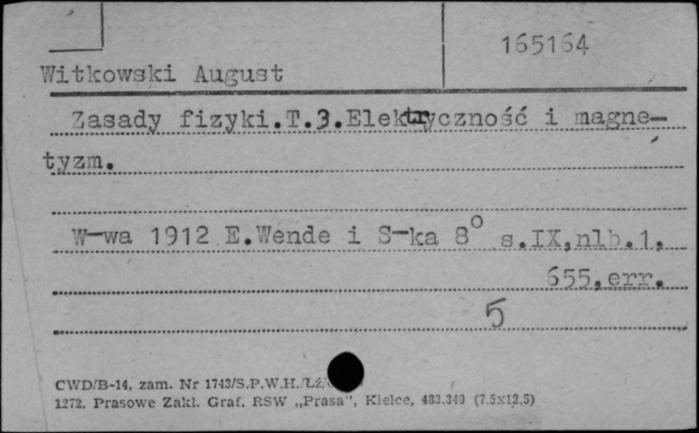 165164
Witkowski August
Zasady fizyki.T.3.Elektryczność i magne-
tyzm.
W-wa 1912 E.Wende i S-ka 8° s.IX,nlb.1,
655,err.
5
CWD/B-14, zam. Nr 1743/S.P.W.H./Łź/
1272. Prasowe Zakł. Graf. RSW „Prasa”, Kielce, 483.340 (7.5x12,5)